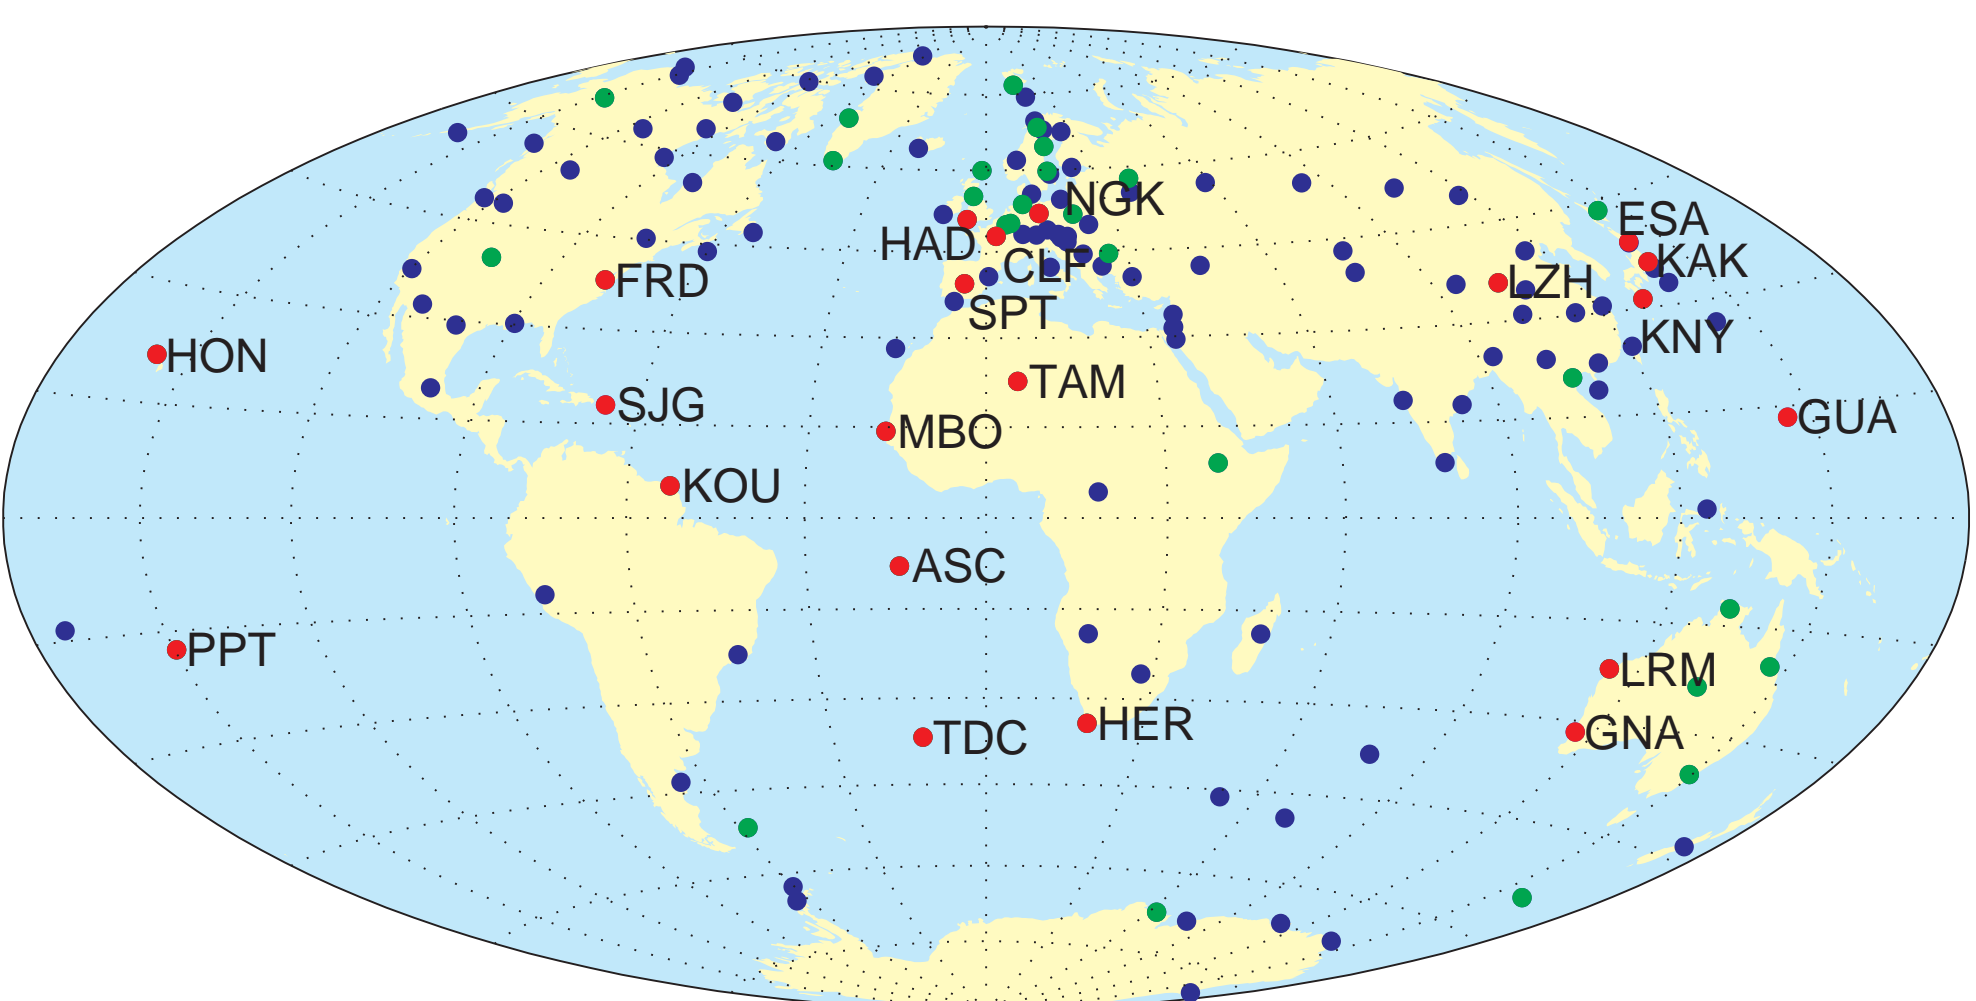 NGK
ESA
HAD
KAK
CLF
FRD
LZH
SPT
KNY
HON
TAM
SJG
GUA
MBO
KOU
ASC
PPT
LRM
HER
GNA
TDC